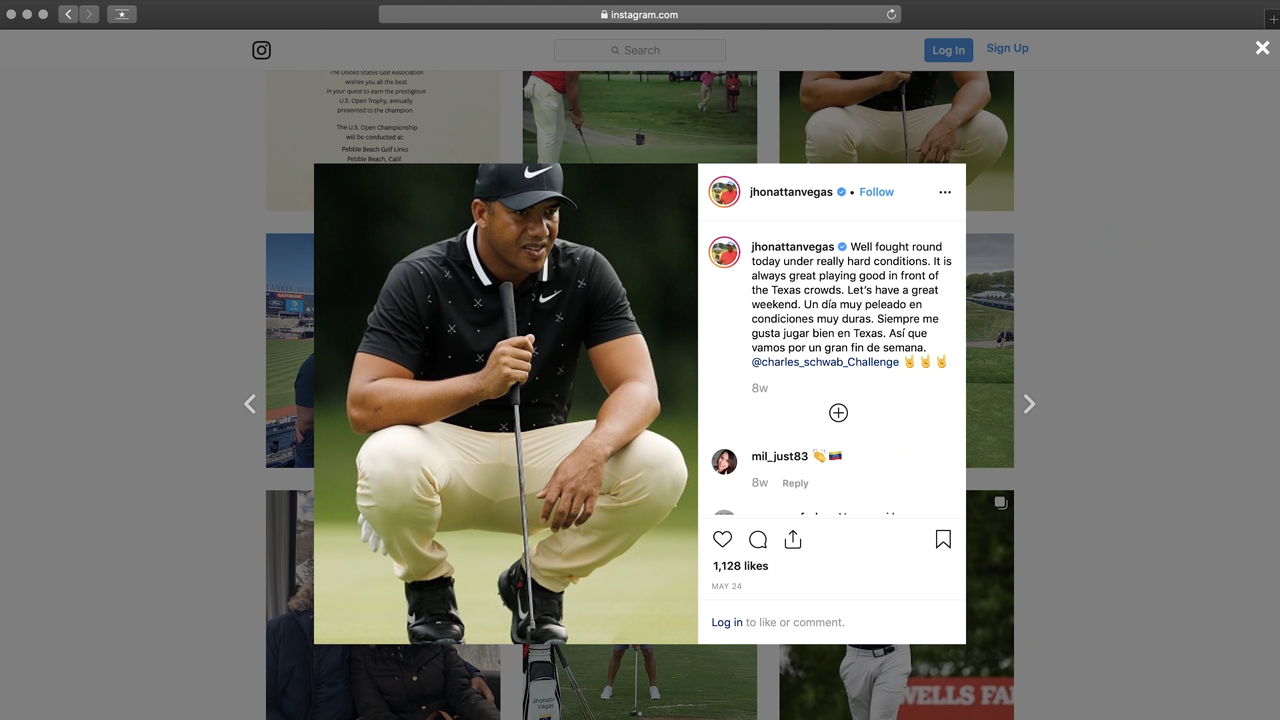 instagram.com
Search
Log In
Sign Up
The United States Golf Association
wishes you all the best
in your quest to earn the prestigious
U.S. Open Trophy, annually
presented to the champion.
The U.S. Open Championship
will be conducted at:
Pebble Beach Golf Links
Pebble Beach, Calif.
jhonattanvegas • Follow
jhonattanvegas Well fought round
today under really hard conditions. It is
always great playing good in front of
the Texas crowds. Let's have a great
weekend. Un día muy peleado en
condiciones muy duras. Siempre me
gusta jugar bien en Texas. Así que
vamos por un gran fin de semana.
@charles_schwab_Challenge 🤘 🤘 🤘
8w
mil_just83 👏 🇻🇪
8w Reply
1,128 likes
MAY 24
Log in to like or comment.
YANKEE
GATORADE
Jhonattan
Vegas
WELLS FA